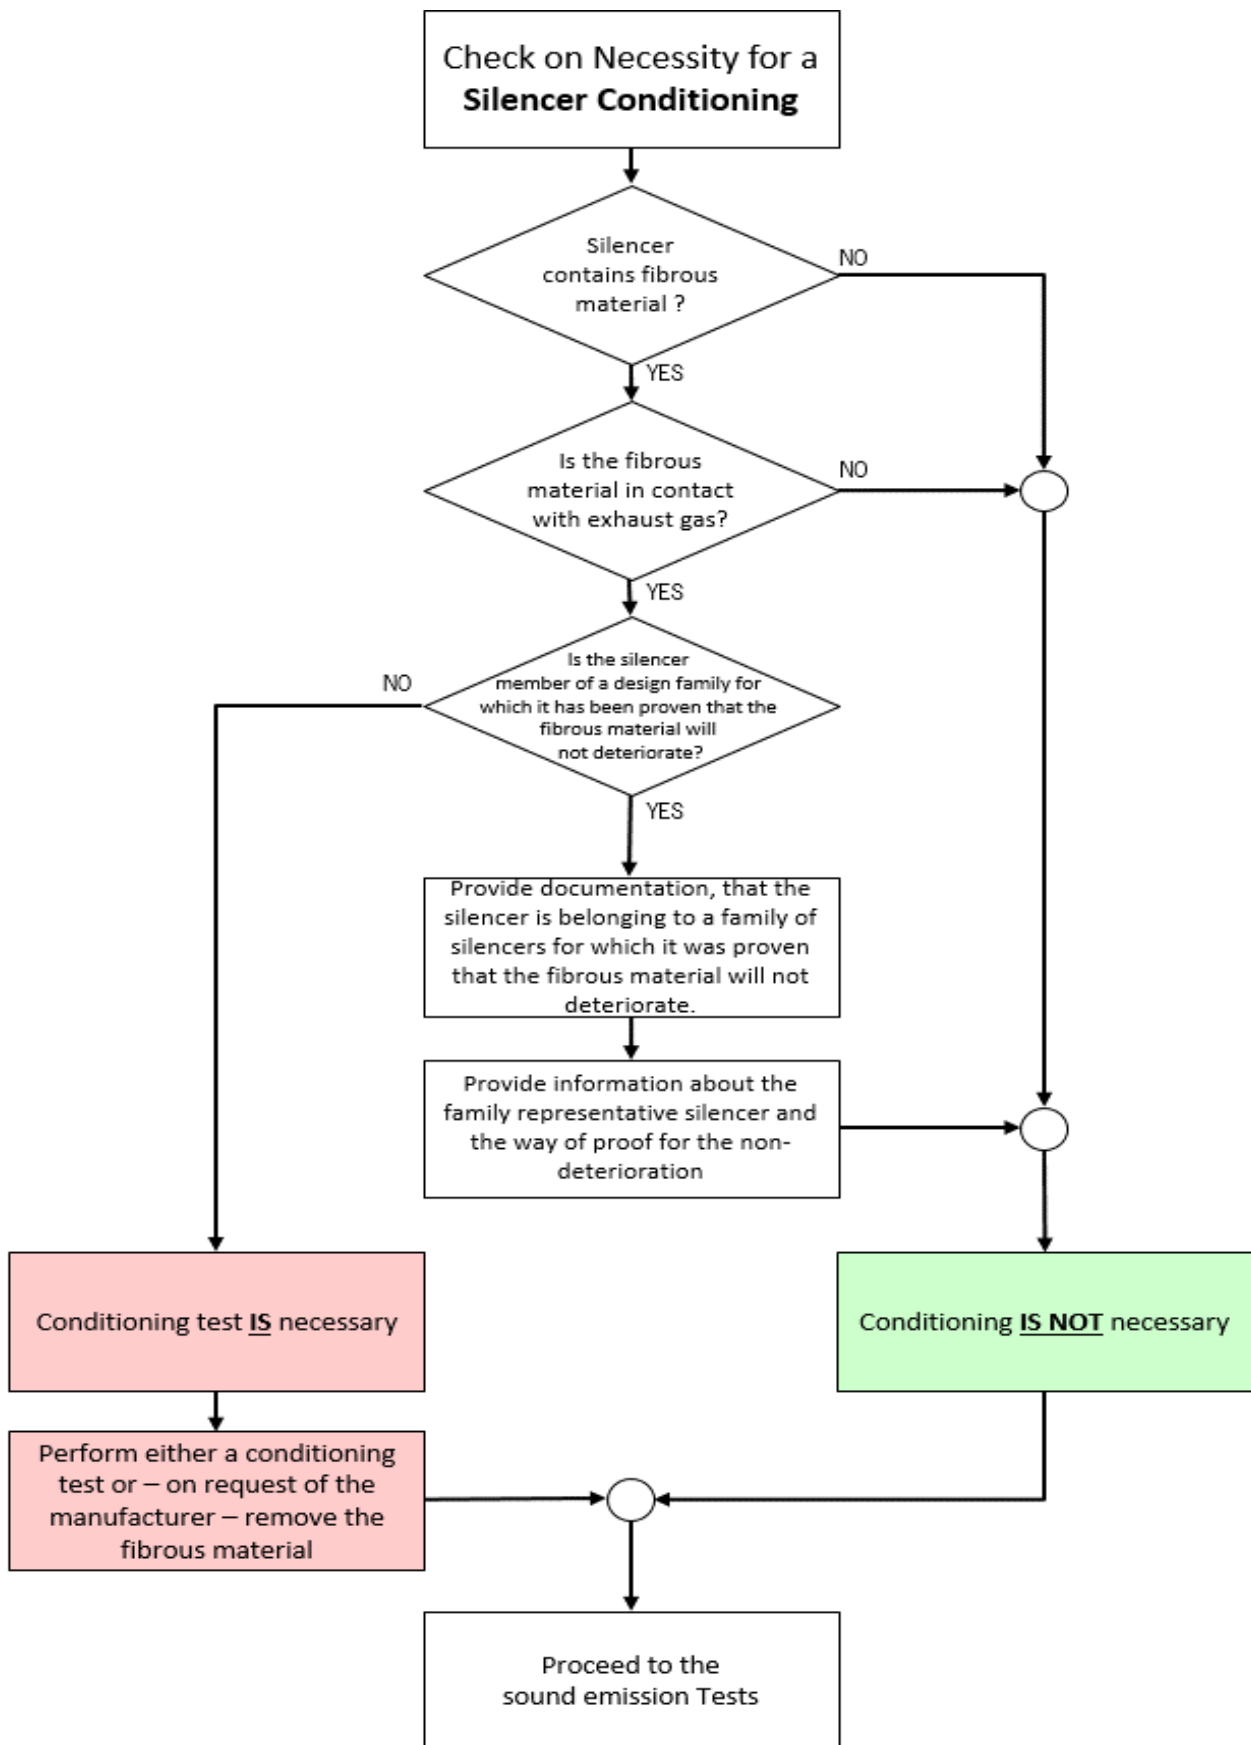 Check on Necessity for a
Silencer Conditioning
Silencer
contains fibrous
material ?
NO
YES
Is the fibrous
material in contact
with exhaust gas?
NO
YES
Is the silencer
member of a design family for
which it has been proven that the
fibrous material will
not deteriorate?
NO
YES
Provide documentation, that the
silencer is belonging to a family of
silencers for which it was proven
that the fibrous material will not
deteriorate.
Provide information about the
family representative silencer and
the way of proof for the non-
deterioration
Conditioning test IS necessary
Conditioning IS NOT necessary
Perform either a conditioning
test or – on request of the
manufacturer – remove the
fibrous material
Proceed to the
sound emission Tests